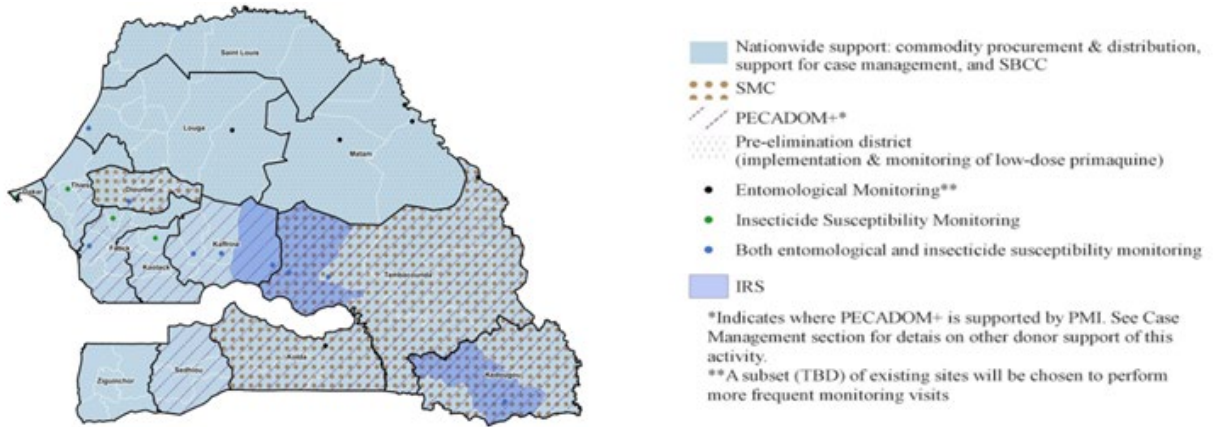 Saint Louis
Louga
Matam
Dakar
Thies
Diourbel
Fatick
Kaffrine
Kaolack
Tambacounda
Kolda
Sedhiou
Ziguinchor
Kedougou
Nationwide support: commodity procurement & distribution,
support for case management, and SBCC
SMC
PECADOM+*
Pre-elimination district
(implementation & monitoring of low-dose primaquine)
Entomological Monitoring**
Insecticide Susceptibility Monitoring
Both entomological and insecticide susceptibility monitoring
IRS
*Indicates where PECADOM+ is supported by PMI. See Case
Management section for detais on other donor support of this
activity.
**A subset (TBD) of existing sites will be chosen to perform
more frequent monitoring visits